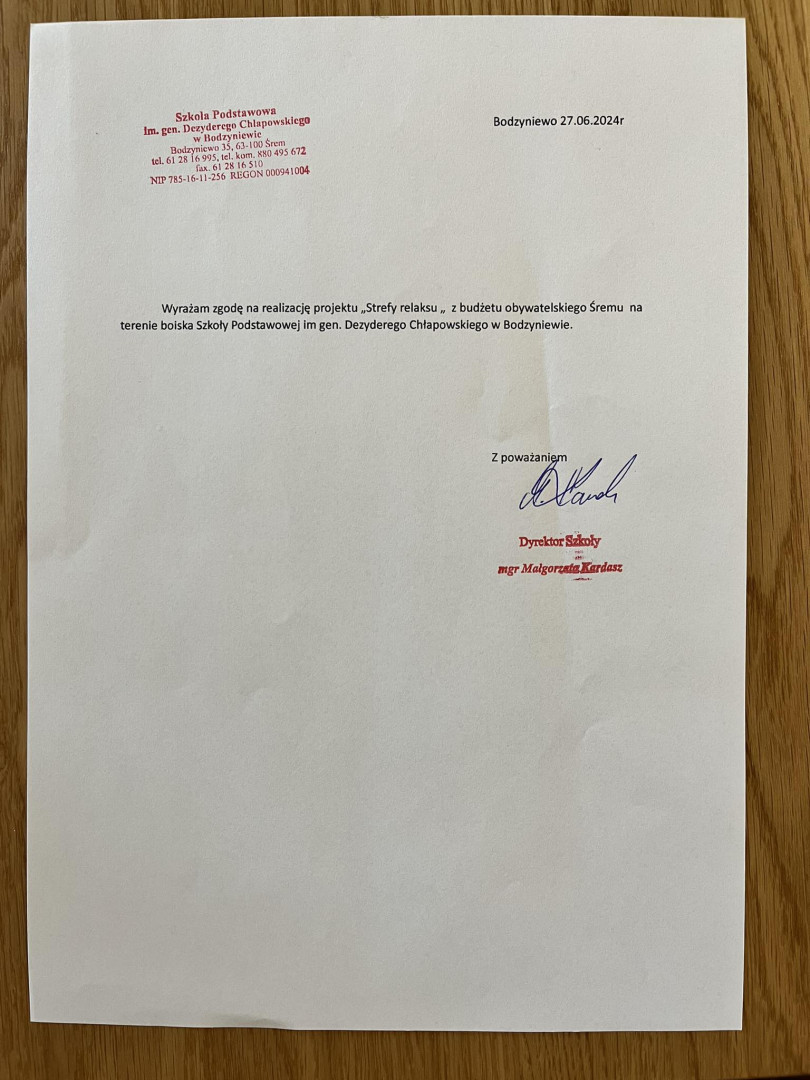 Szkoła Podstawowa
Im. gen. Dezyderego Chłapowskiego
w Bodzyniewie
Bodzyniewo 35, 63-100 Śrem
tel. 61 28 16 995, tel. kom. 880 495 672
fax. 61 28 16 510
NIP 785-16-11-256 REGON 000941004
Bodzyniewo 27.06.2024r
Wyrażam zgodę na realizację projektu „Strefy relaksu „ z budżetu obywatelskiego Śremu na
terenie boiska Szkoły Podstawowej im gen. Dezyderego Chłapowskiego w Bodzyniewie.
Z poważaniem
Dyrektor Szkoły
mgr Małgorzata Kardasz